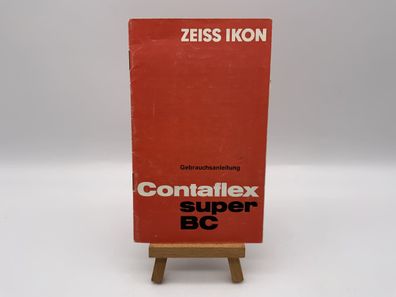 ZEISS IKON
Gebrauchsanleitung
Contaflex
super
BC